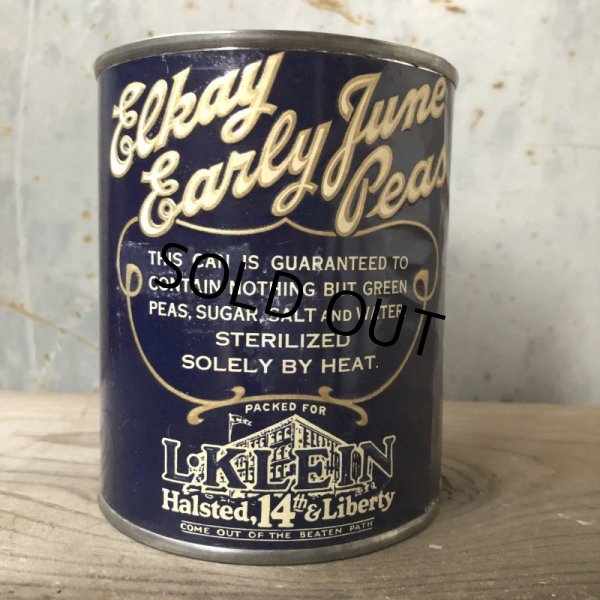 Elkay
Early June
Peas
THIS CAN IS GUARANTEED TO
CONTAIN NOTHING BUT GREEN
PEAS, SUGAR, SALT AND WATER,
STERILIZED
SOLELY BY HEAT.
SOLD OUT
PACKED FOR
L·KLEIN
Halsted, 14th & Liberty
COME OUT OF THE BEATEN PATH